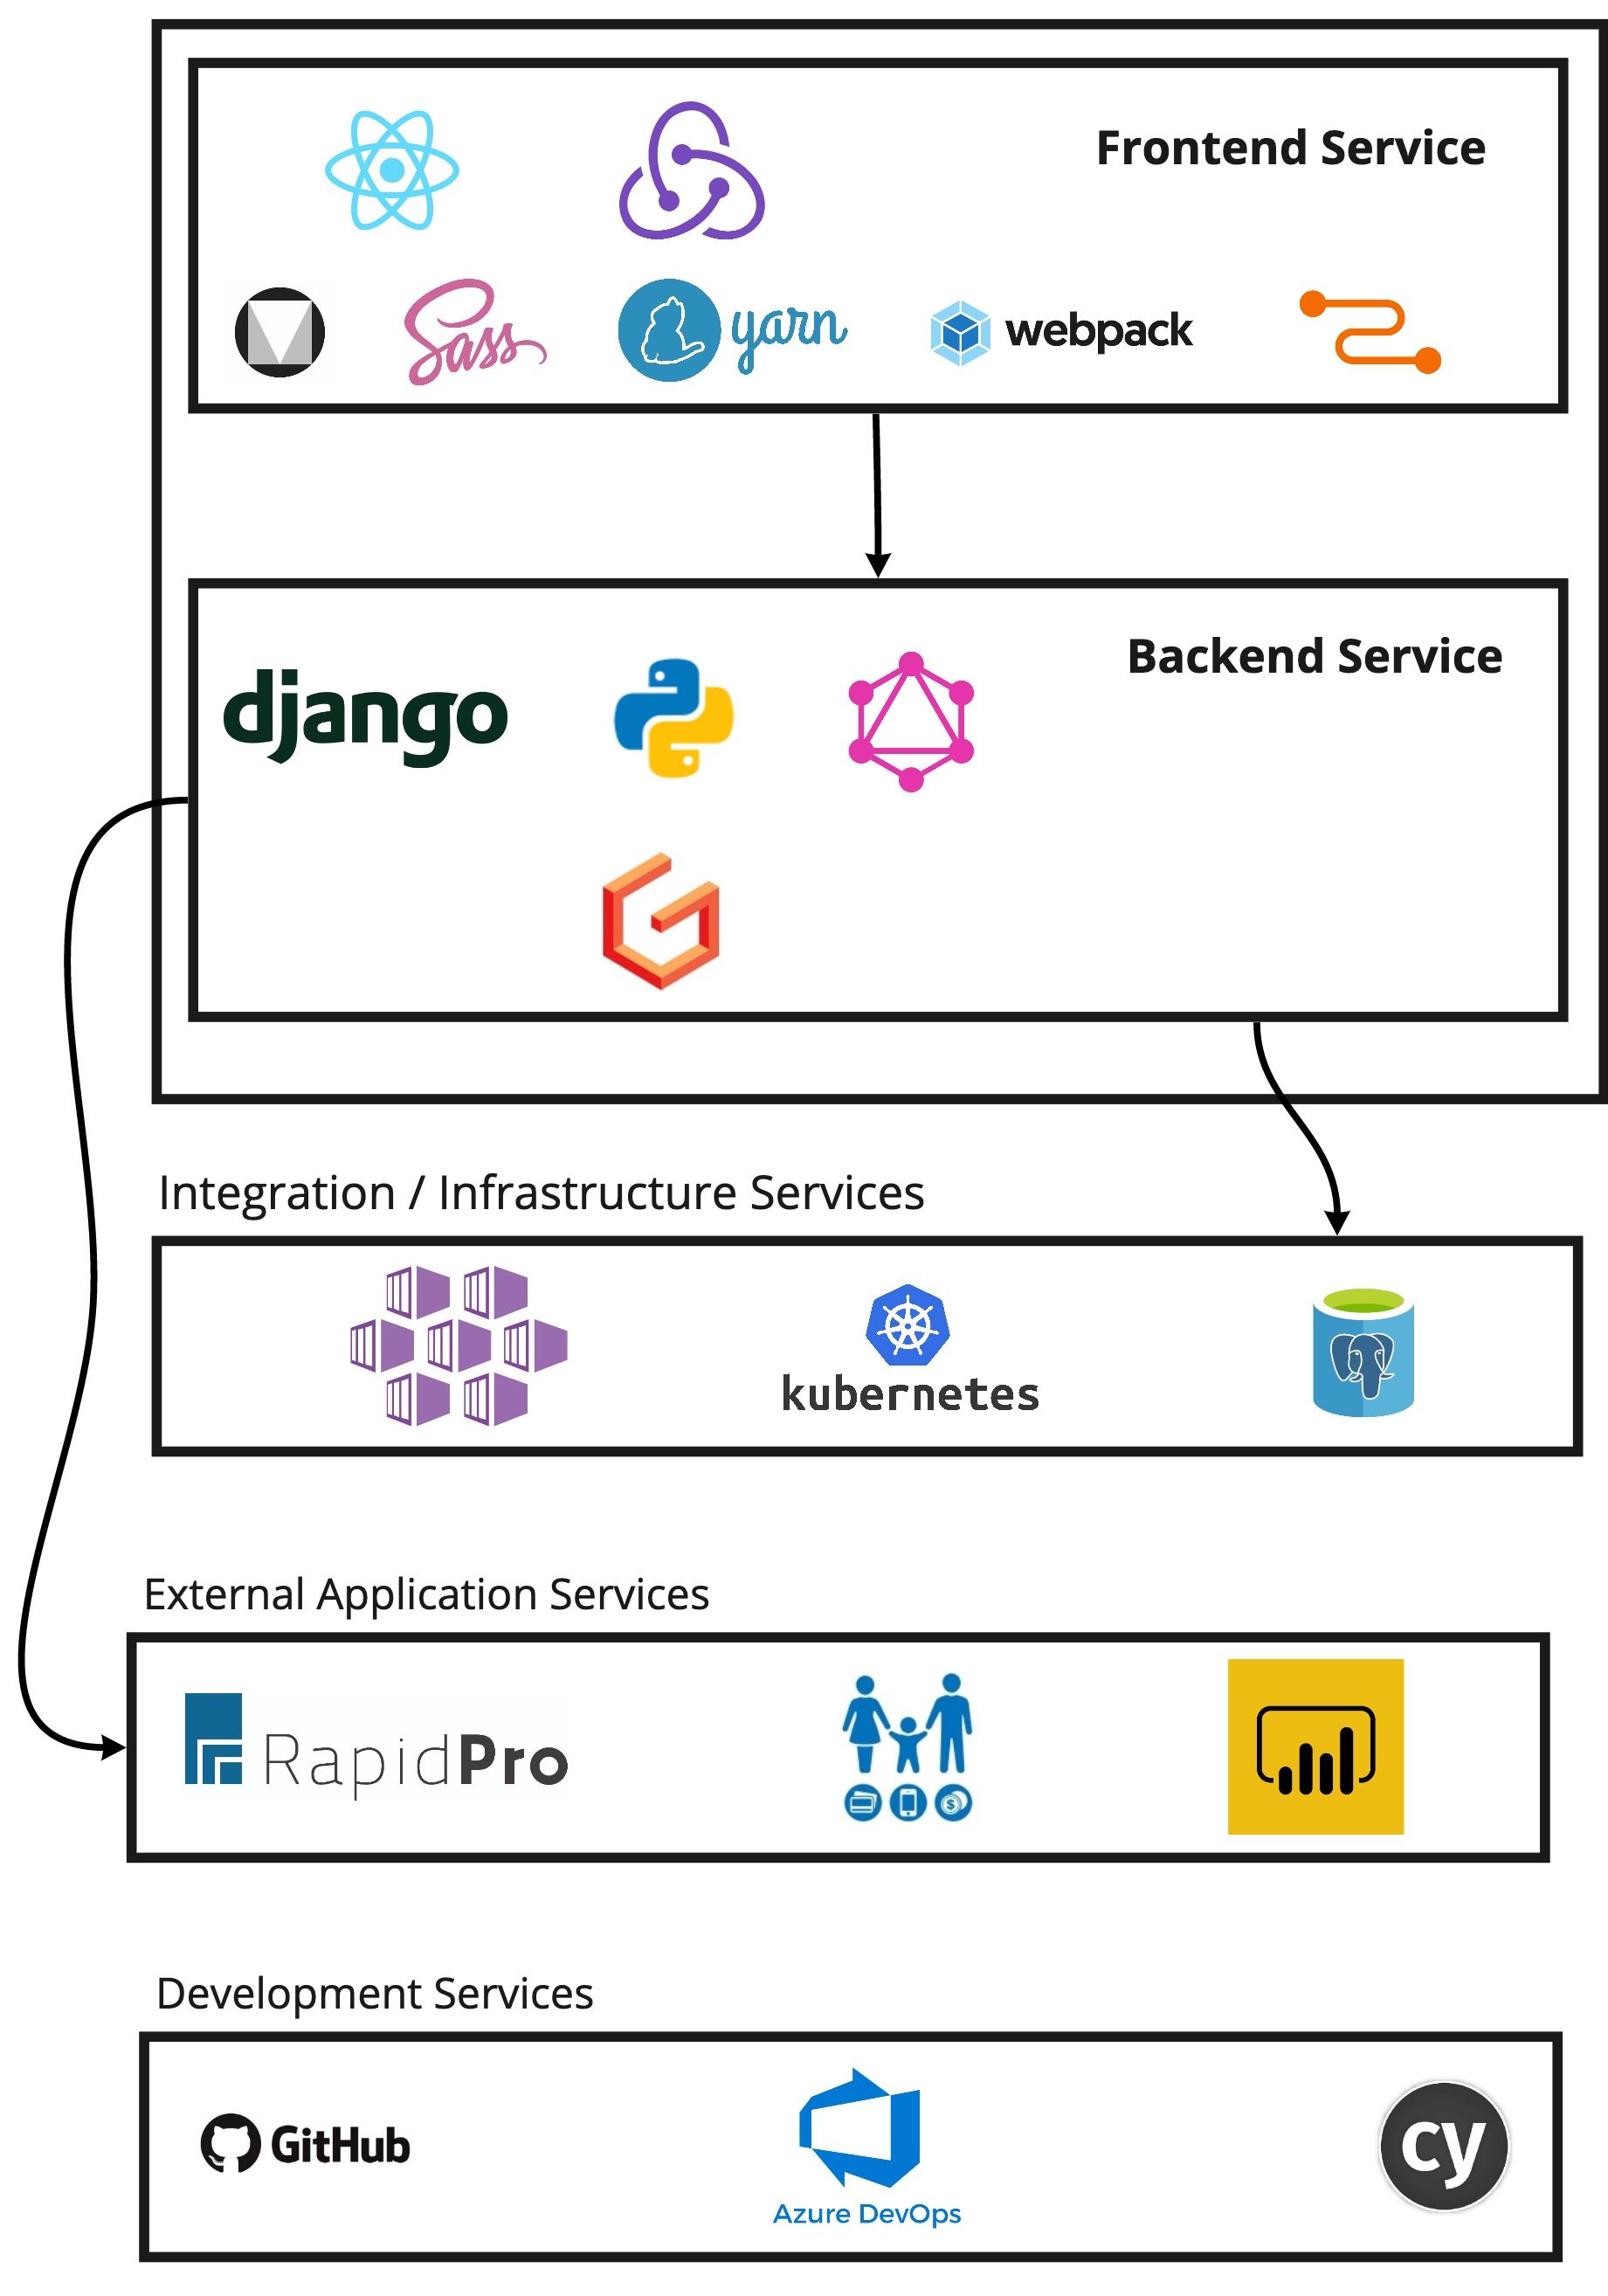 Frontend Service
Sass
yarn
webpack
Backend Service
django
Integration / Infrastructure Services
kubernetes
External Application Services
RapidPro
Development Services
GitHub
Azure DevOps
cy